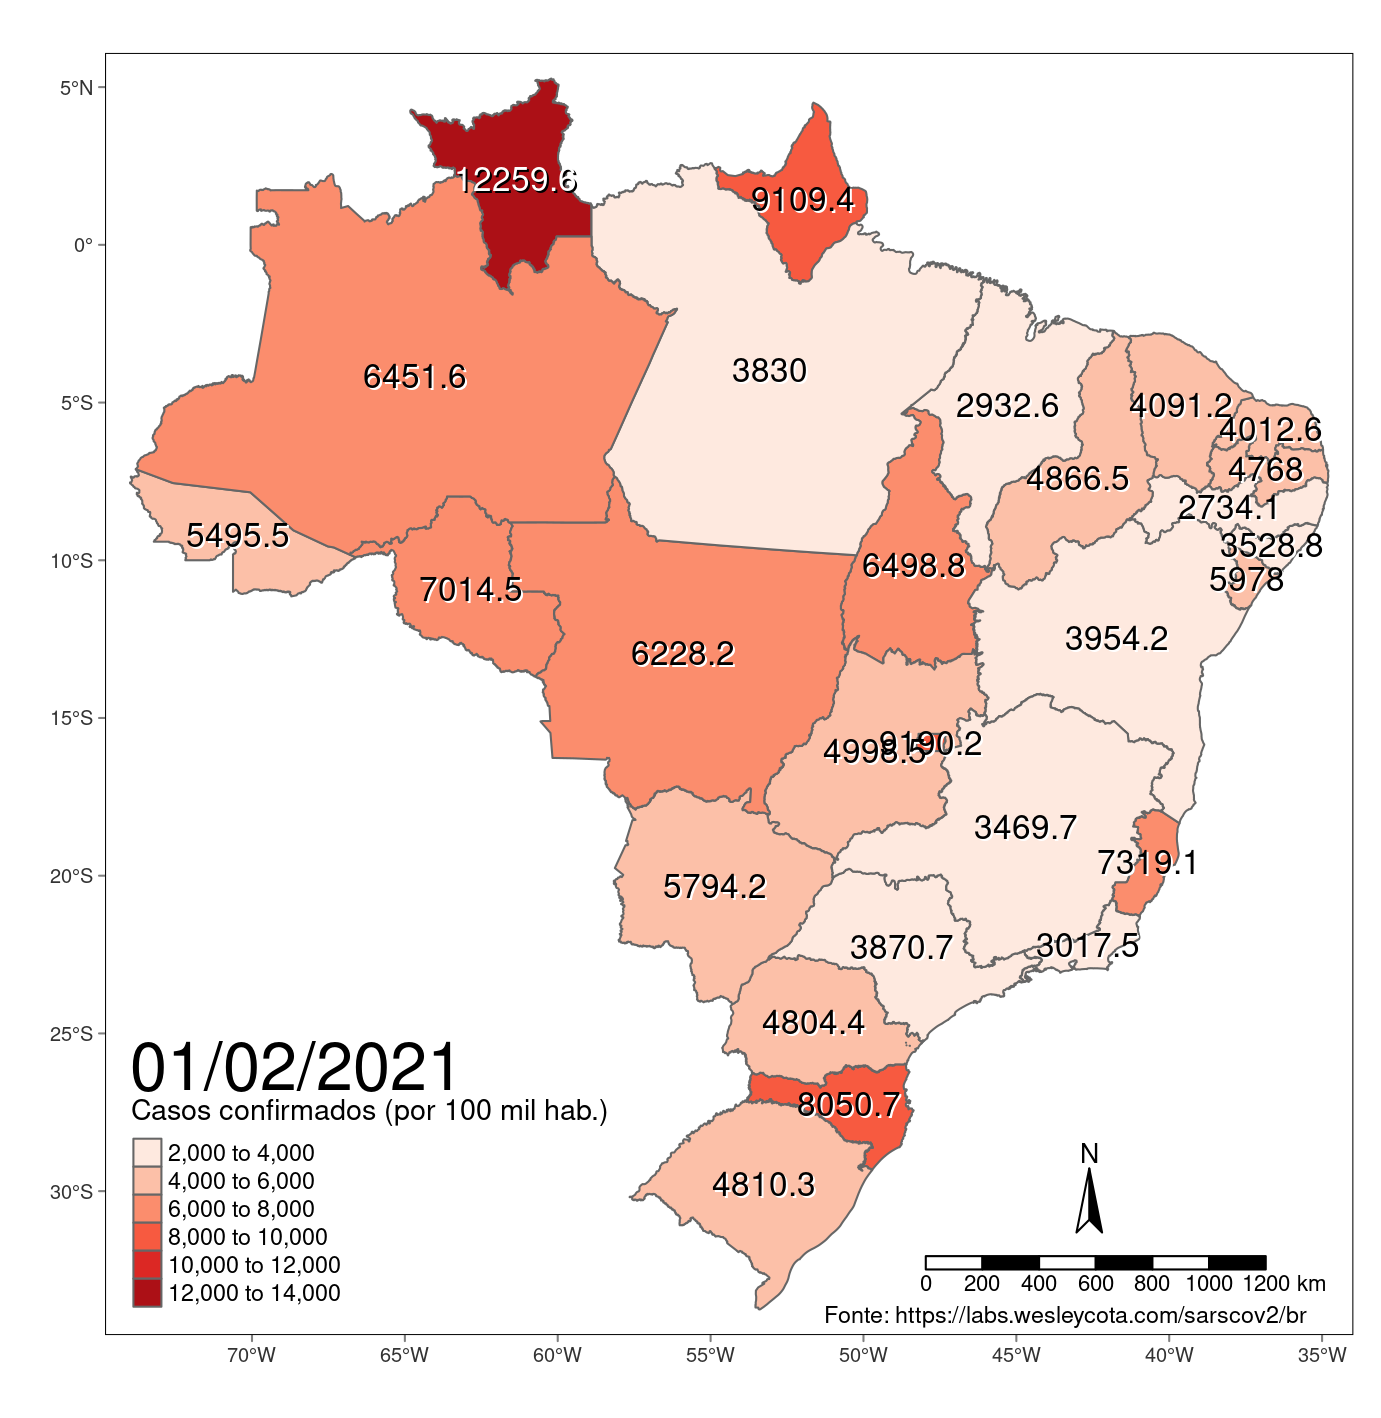 5°N
0°
5°S
10°S
15°S
20°S
25°S
30°S
12259.6
9109.4
6451.6
3830
2932.6
4091.2
4012.6
4768
4866.5
2734.1
3528.8
5978
5495.5
7014.5
6498.8
6228.2
3954.2
4998.5
9190.2
3469.7
7319.1
5794.2
3870.7
3017.5
4804.4
8050.7
4810.3
01/02/2021
Casos confirmados (por 100 mil hab.)
2,000 to 4,000
4,000 to 6,000
6,000 to 8,000
8,000 to 10,000
10,000 to 12,000
12,000 to 14,000
N
0 200 400 600 800 1000 1200 km
Fonte: https://labs.wesleycota.com/sarscov2/br
70°W 65°W 60°W 55°W 50°W 45°W 40°W 35°W